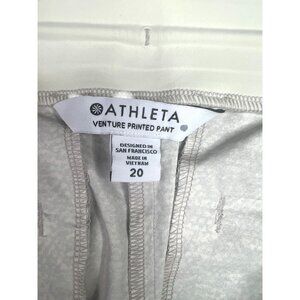 ATHLETA
VENTURE PRINTED PANT
DESIGNED IN
SAN FRANCISCO
MADE IN
VIETNAM
20